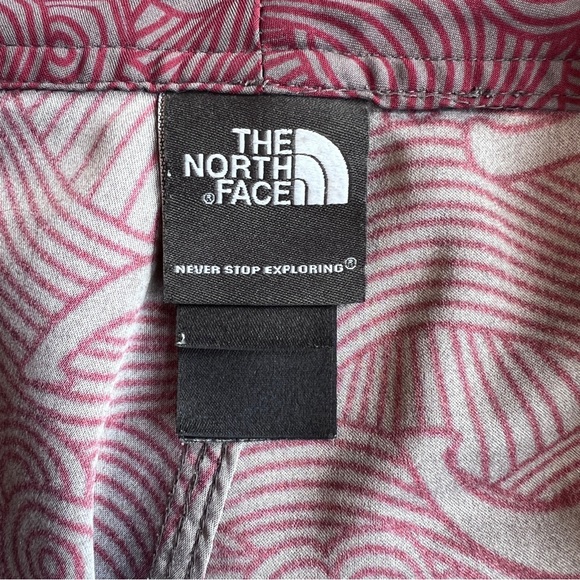 THE
NORTH
®FACE
NEVER STOP EXPLORING®